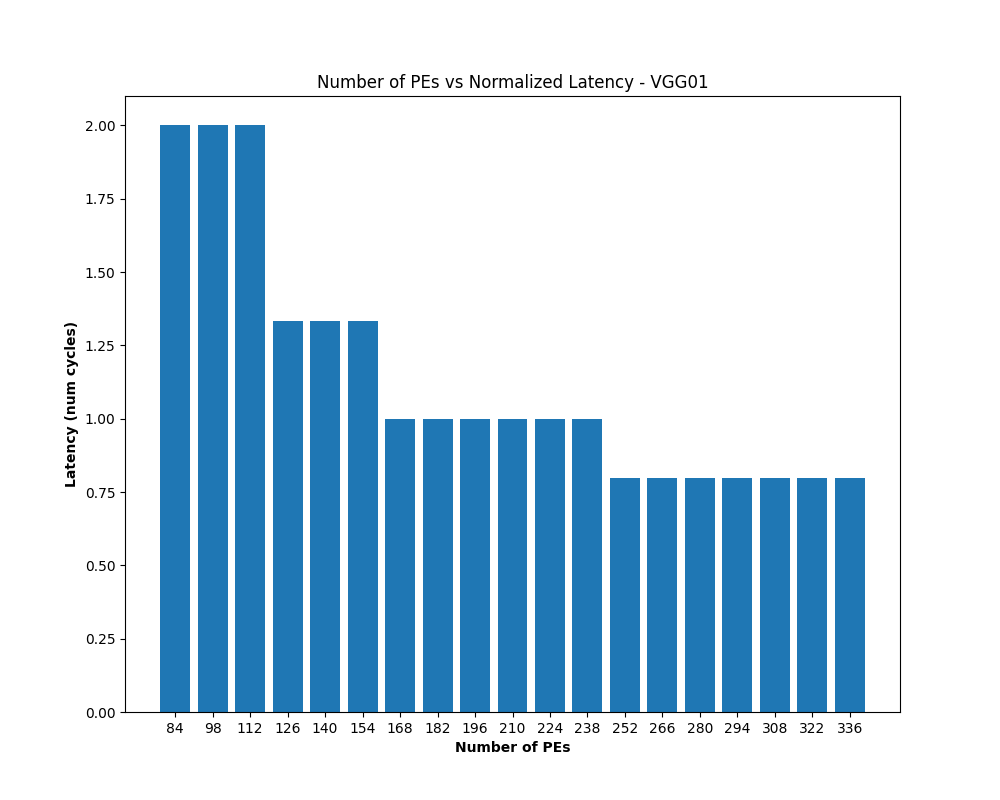 Number of PEs vs Normalized Latency - VGG01
2.00
1.75
1.50
1.25
1.00
0.75
0.50
0.25
0.00
Latency (num cycles)
84 98 112 126 140 154 168 182 196 210 224 238 252 266 280 294 308 322 336
Number of PEs